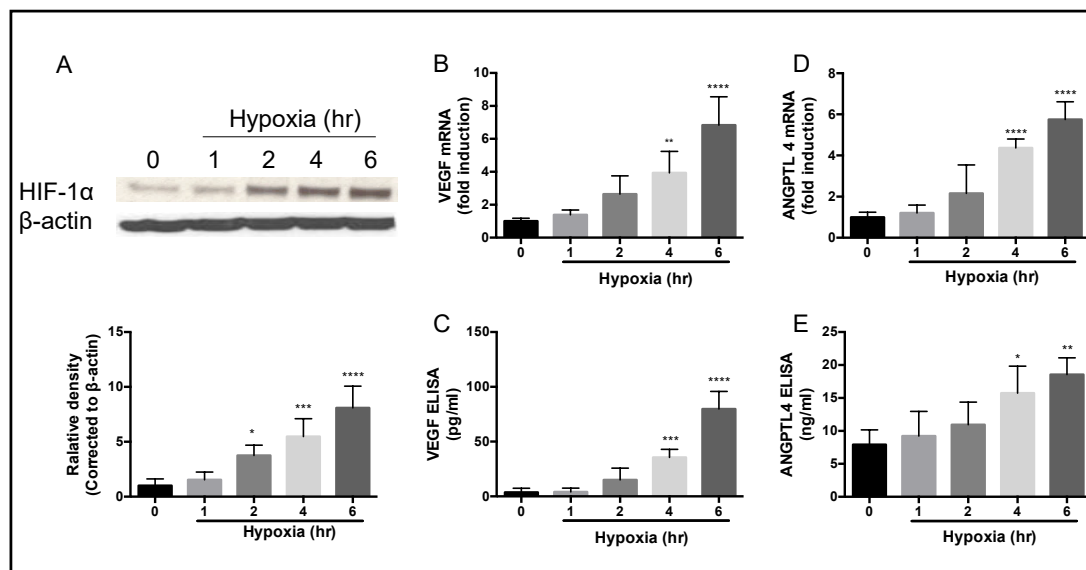 A
Hypoxia (hr)
0 1 2 4 6
HIF-1α
β-actin
Ralative density
(Corrected to β-actin)
15
10
5
0
*
***
****
0 1 2 4 6
Hypoxia (hr)
B
VEGF mRNA
(fold induction)
10
8
6
4
2
0
**
****
0 1 2 4 6
Hypoxia (hr)
C
VEGF ELISA
(pg/ml)
150
100
50
0
***
****
0 1 2 4 6
Hypoxia (hr)
D
ANGPTL 4 mRNA
(fold induction)
8
6
4
2
0
****
****
0 1 2 4 6
Hypoxia (hr)
E
ANGPTL4 ELISA
(ng/ml)
25
20
15
10
5
0
*
**
0 1 2 4 6
Hypoxia (hr)